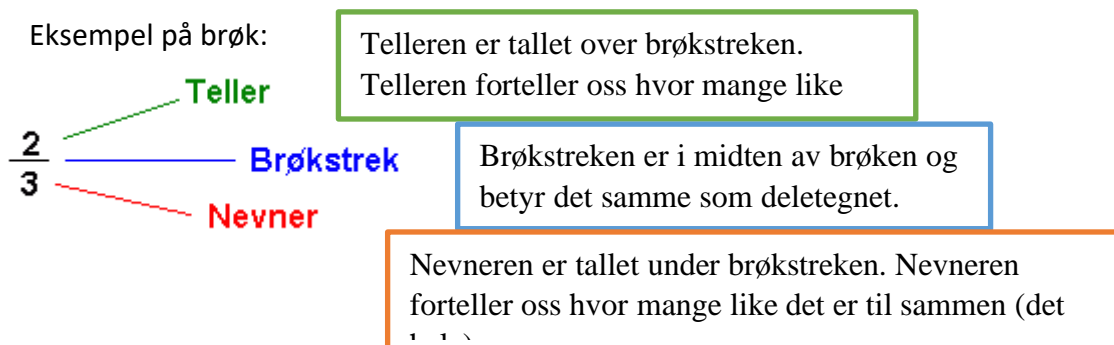 Eksempel på brøk:
Telleren er tallet over brøkstreken.
Telleren forteller oss hvor mange like
Teller
2
3
Brøkstrek
Nevner
Brøkstreken er i midten av brøken og
betyr det samme som deletegnet.
Nevneren er tallet under brøkstreken. Nevneren
forteller oss hvor mange like det er til sammen (det